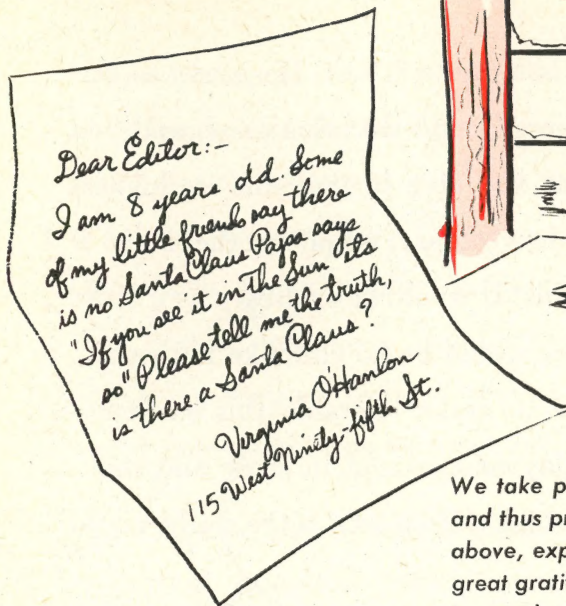 Dear Editor:-
I am 8 years old. Some
of my little friends say there
is no Santa Claus Papa says
"If you see it in The Sun its
so" Please tell me the truth,
is there a Santa Claus?
Virginia O'Hanlon
115 West Ninety-fifth St.
We take p
and thus pr
above, exp
great grati